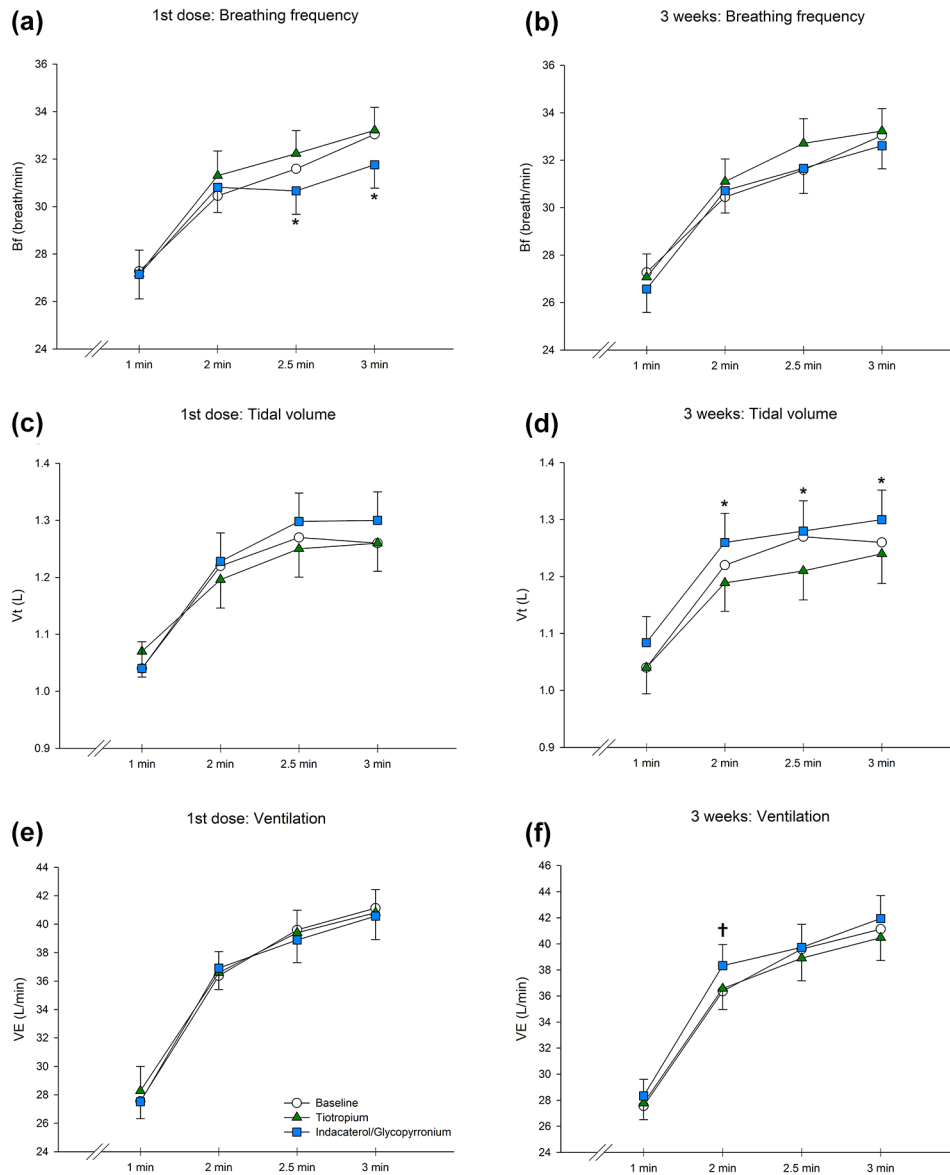 (a)
1st dose: Breathing frequency
Bf (breath/min)
36
34
32
30
28
26
24
*
*
1 min
2 min
2.5 min
3 min
(b)
3 weeks: Breathing frequency
Bf (breath/min)
36
34
32
30
28
26
24
1 min
2 min
2.5 min
3 min
(c)
1st dose: Tidal volume
Vt (L)
1.4
1.3
1.2
1.1
1.0
0.9
1 min
2 min
2.5 min
3 min
(d)
3 weeks: Tidal volume
Vt (L)
1.4
1.3
1.2
1.1
1.0
0.9
*
*
*
1 min
2 min
2.5 min
3 min
(e)
1st dose: Ventilation
VE (L/min)
44
42
40
38
36
34
32
30
28
26
24
Baseline
Tiotropium
Indacaterol/Glycopyrronium
1 min
2 min
2.5 min
3 min
(f)
3 weeks: Ventilation
VE (L/min)
46
44
42
40
38
36
34
32
30
28
26
24
†
1 min
2 min
2.5 min
3 min